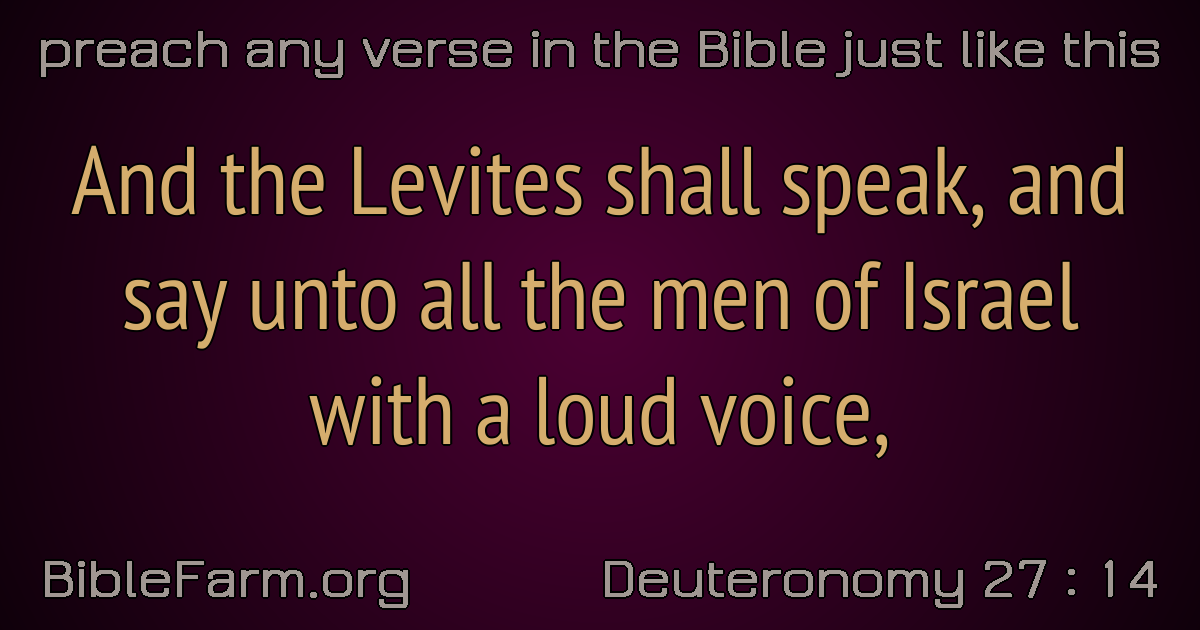 preach any verse in the Bible just like this
And the Levites shall speak, and
say unto all the men of Israel
with a loud voice,
BibleFarm.org
Deuteronomy 27 : 14